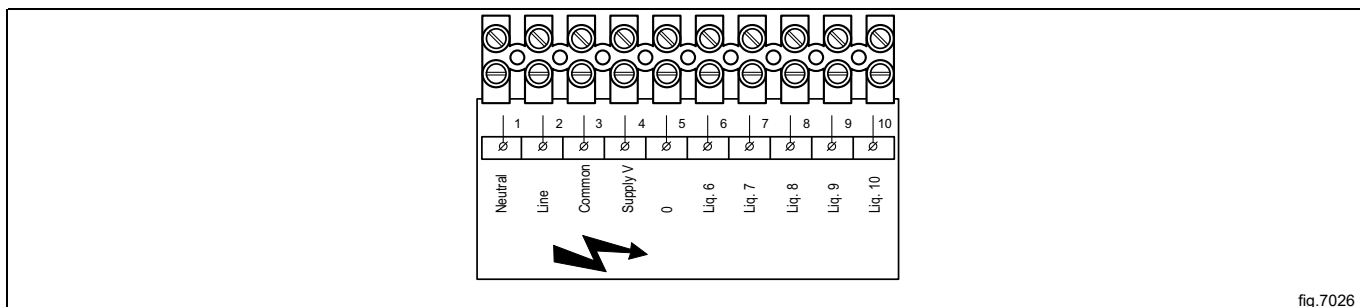 1 2 3 4 5 6 7 8 9 10
Neutral
Line
Common
Supply V
0
Liq. 6
Liq. 7
Liq. 8
Liq. 9
Liq. 10
fig.7026